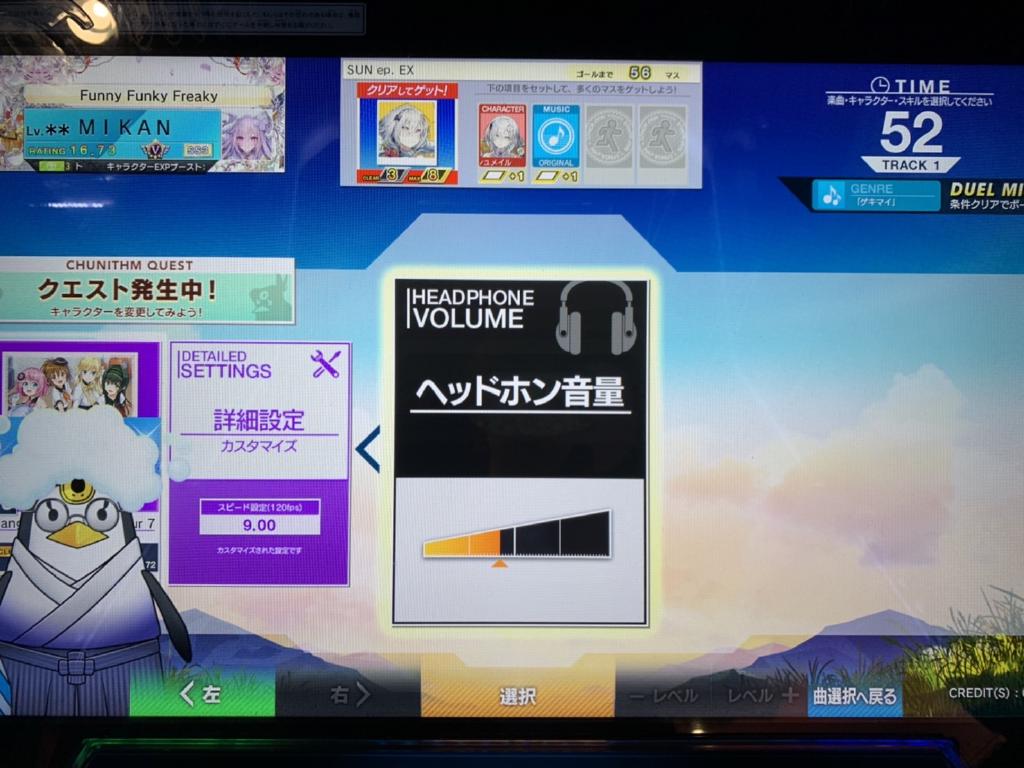 Funny Funky Freaky
Lv.** MIKAN
RATING 16.73
キャラクターEXPブースト:
SUN ep. EX
ゴールまで 56 マス
クリアしてゲット!
下の項目をセットして、多くのマスをゲットしよう!
CHARACTER
MUSIC
ORIGINAL
CLEAR 3 MAX 8
+1
+1
TIME
楽曲・キャラクター・スキルを選択してください
52
TRACK 1
GENRE
「ゲキマイ」
DUEL MI
条件クリアでボー
CHUNITHM QUEST
クエスト発生中!
キャラクターを変更してみよう!
DETAILED
SETTINGS
詳細設定
カスタマイズ
スピード設定(120fps)
9.00
カスタマイズされた設定です
HEADPHONE
VOLUME
ヘッドホン音量
ur 7
72
左
右
選択
ー レベル
レベル +
曲選択へ戻る
CREDIT(S) :